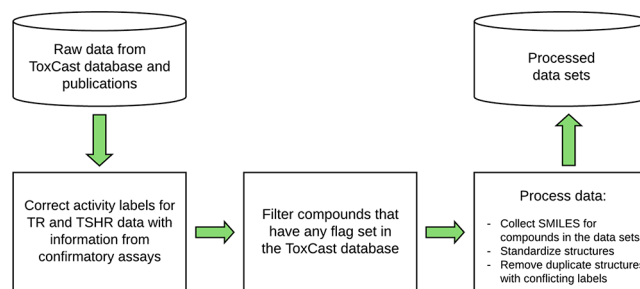 Raw data from
ToxCast database and
publications
Correct activity labels for
TR and TSHR data with
information from
confirmatory assays
Filter compounds that
have any flag set in
the ToxCast database
Process data:
- Collect SMILES for
compounds in the data sets
- Standardize structures
- Remove duplicate structures
with conflicting labels
Processed
data sets